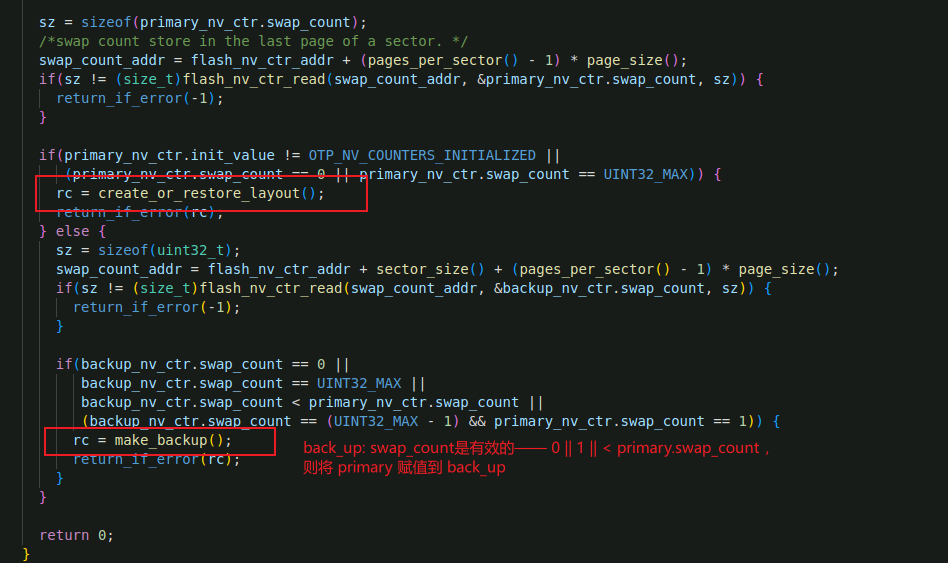 sz = sizeof(primary_nv_ctr.swap_count);
/*swap count store in the last page of a sector. */
swap_count_addr = flash_nv_ctr_addr + (pages_per_sector() - 1) * page_size();
if(sz != (size_t)flash_nv_ctr_read(swap_count_addr, &primary_nv_ctr.swap_count, sz)) {
return_if_error(-1);
}
if(primary_nv_ctr.init_value != OTP_NV_COUNTERS_INITIALIZED ||
(primary_nv_ctr.swap_count == 0 || primary_nv_ctr.swap_count == UINT32_MAX)) {
rc = create_or_restore_layout();
return_if_error(rc);
} else {
sz = sizeof(uint32_t);
swap_count_addr = flash_nv_ctr_addr + sector_size() + (pages_per_sector() - 1) * page_size();
if(sz != (size_t)flash_nv_ctr_read(swap_count_addr, &backup_nv_ctr.swap_count, sz)) {
return_if_error(-1);
}
if(backup_nv_ctr.swap_count == 0 ||
backup_nv_ctr.swap_count == UINT32_MAX ||
backup_nv_ctr.swap_count < primary_nv_ctr.swap_count ||
(backup_nv_ctr.swap_count == (UINT32_MAX - 1) && primary_nv_ctr.swap_count == 1)) {
rc = make_backup();
return_if_error(rc);
back_up: swap_count是有效的—— 0 || 1 || < primary.swap_count，
则将 primary 赋值到 back_up
}
}
return 0;
}